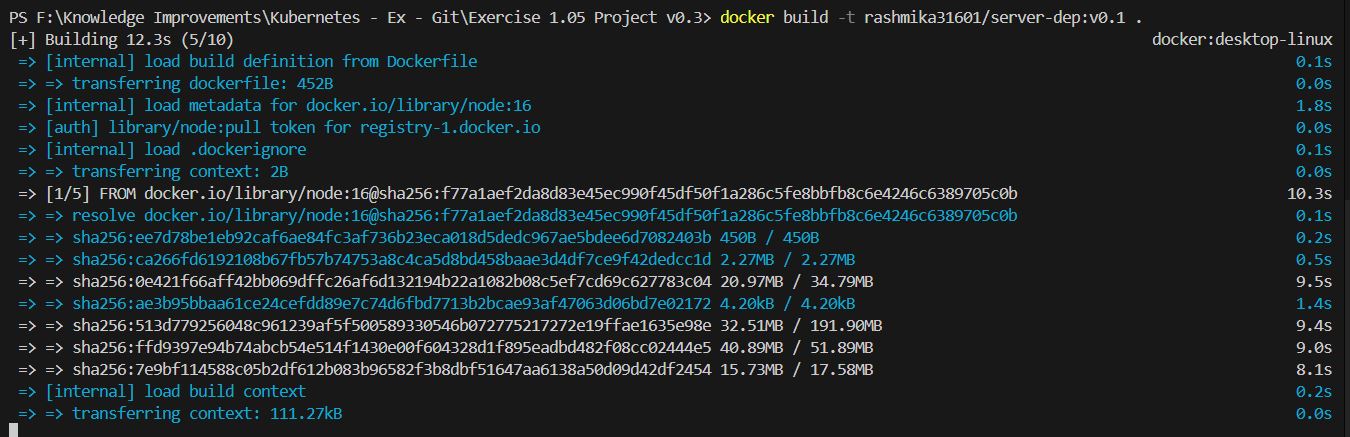 PS F:\Knowledge Improvements\Kubernetes - Ex - Git\Exercise 1.05 Project v0.3> docker build -t rashmika31601/server-dep:v0.1 .
[+] Building 12.3s (5/10) docker:desktop-linux
=> [internal] load build definition from Dockerfile 0.1s
=> => transferring dockerfile: 452B 0.0s
=> [internal] load metadata for docker.io/library/node:16 1.8s
=> [auth] library/node:pull token for registry-1.docker.io 0.0s
=> [internal] load .dockerignore 0.1s
=> => transferring context: 2B 0.0s
=> [1/5] FROM docker.io/library/node:16@sha256:f77a1aef2da8d83e45ec990f45df50f1a286c5fe8bbfb8c6e4246c6389705c0b 10.3s
=> => resolve docker.io/library/node:16@sha256:f77a1aef2da8d83e45ec990f45df50f1a286c5fe8bbfb8c6e4246c6389705c0b 0.1s
=> => sha256:ee7d78be1eb92caf6ae84fc3af736b23eca018d5dedc967ae5bdee6d7082403b 450B / 450B 0.2s
=> => sha256:ca266fd6192108b67fb57b74753a8c4ca5d8bd458baae3d4df7ce9f42dedcc1d 2.27MB / 2.27MB 0.5s
=> => sha256:0e421f66aff42bb069dffc26af6d132194b22a1082b08c5ef7cd69c627783c04 20.97MB / 34.79MB 9.5s
=> => sha256:ae3b95bbaa61ce24cefdd89e7c74d6fbd7713b2bcae93af47063d06bd7e02172 4.20kB / 4.20kB 1.4s
=> => sha256:513d779256048c961239af5f500589330546b072775217272e19ffae1635e98e 32.51MB / 191.90MB 9.4s
=> => sha256:ffd9397e94b74abcb54e514f1430e00f604328d1f895eadbd482f08cc02444e5 40.89MB / 51.89MB 9.0s
=> => sha256:7e9bf114588c05b2df612b083b96582f3b8dbf51647aa6138a50d09d42df2454 15.73MB / 17.58MB 8.1s
=> [internal] load build context 0.2s
=> => transferring context: 111.27kB 0.0s